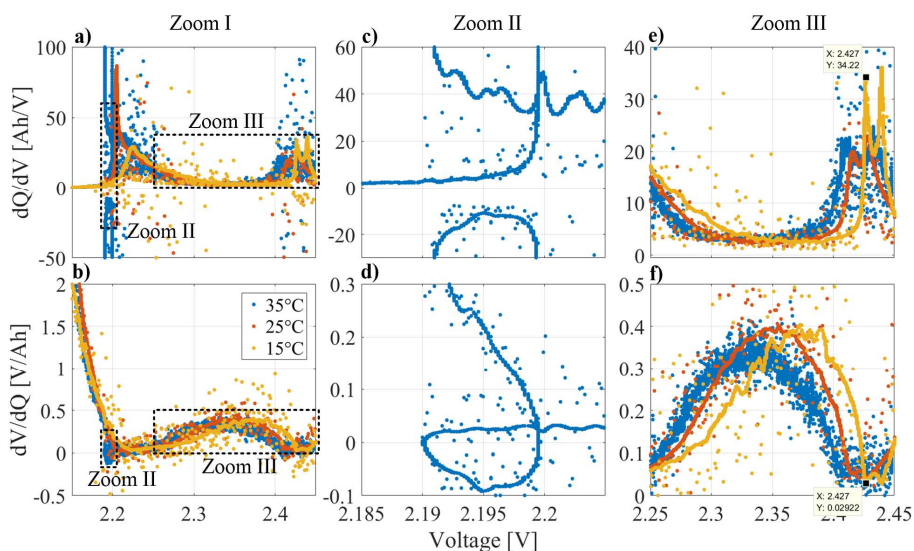 Zoom I
Zoom II
Zoom III
a)
c)
e)
100
50
0
-50
dQ/dV [Ah/V]
Zoom III
Zoom II
60
40
20
0
-20
40
30
20
10
0
X: 2.427
Y: 34.22
b)
d)
f)
2
1.5
1
0.5
0
-0.5
dV/dQ [V/Ah]
35°C
25°C
15°C
Zoom II
Zoom III
2.2
2.3
2.4
0.3
0.2
0.1
0
-0.1
2.185
2.19
2.195
2.2
Voltage [V]
0.5
0.4
0.3
0.2
0.1
0
X: 2.427
Y: 0.02922
2.25
2.3
2.35
2.4
2.45